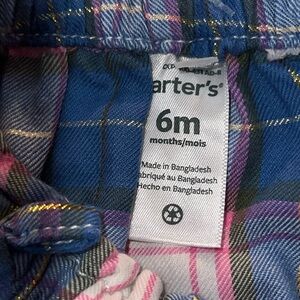 arter's
6m
months/mois
Made in Bangladesh
abriqué au Bangladesh
Hecho en Bangladesh